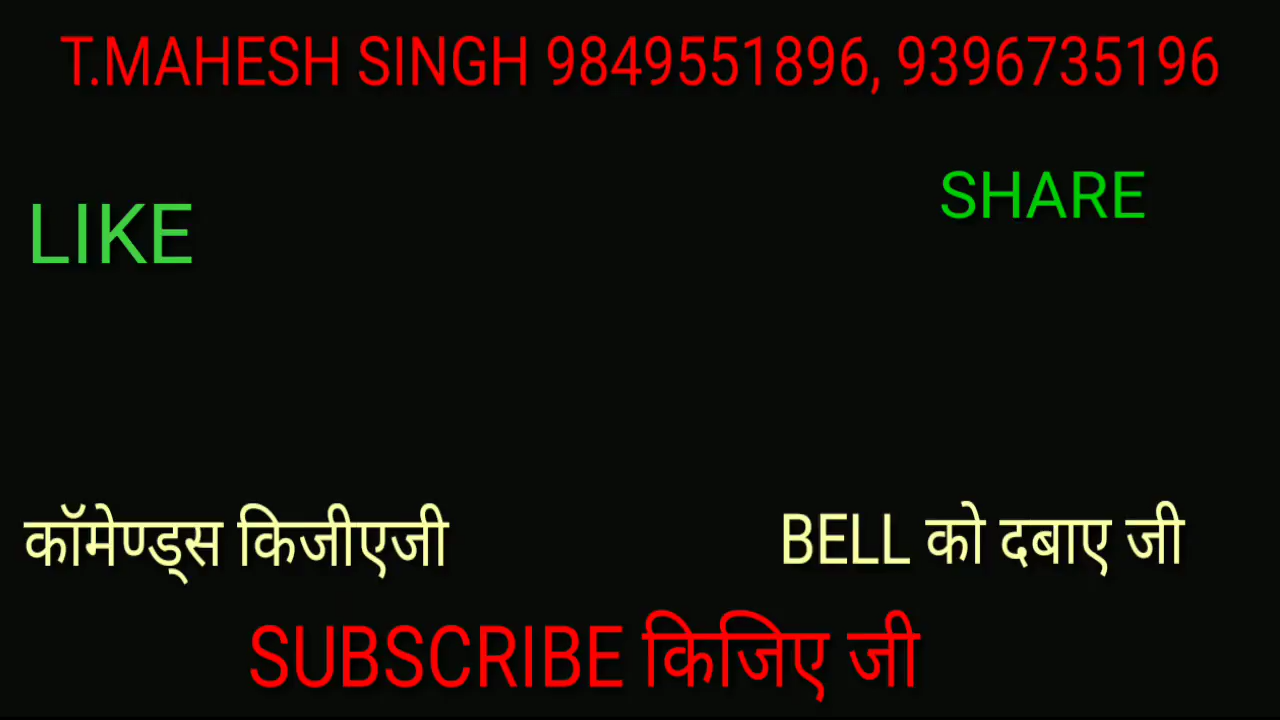 T.MAHESH SINGH 9849551896, 9396735196
SHARE
LIKE
कॉमेण्ड्स किजीएजी
BELL को दबाए जी
SUBSCRIBE किजिए जी